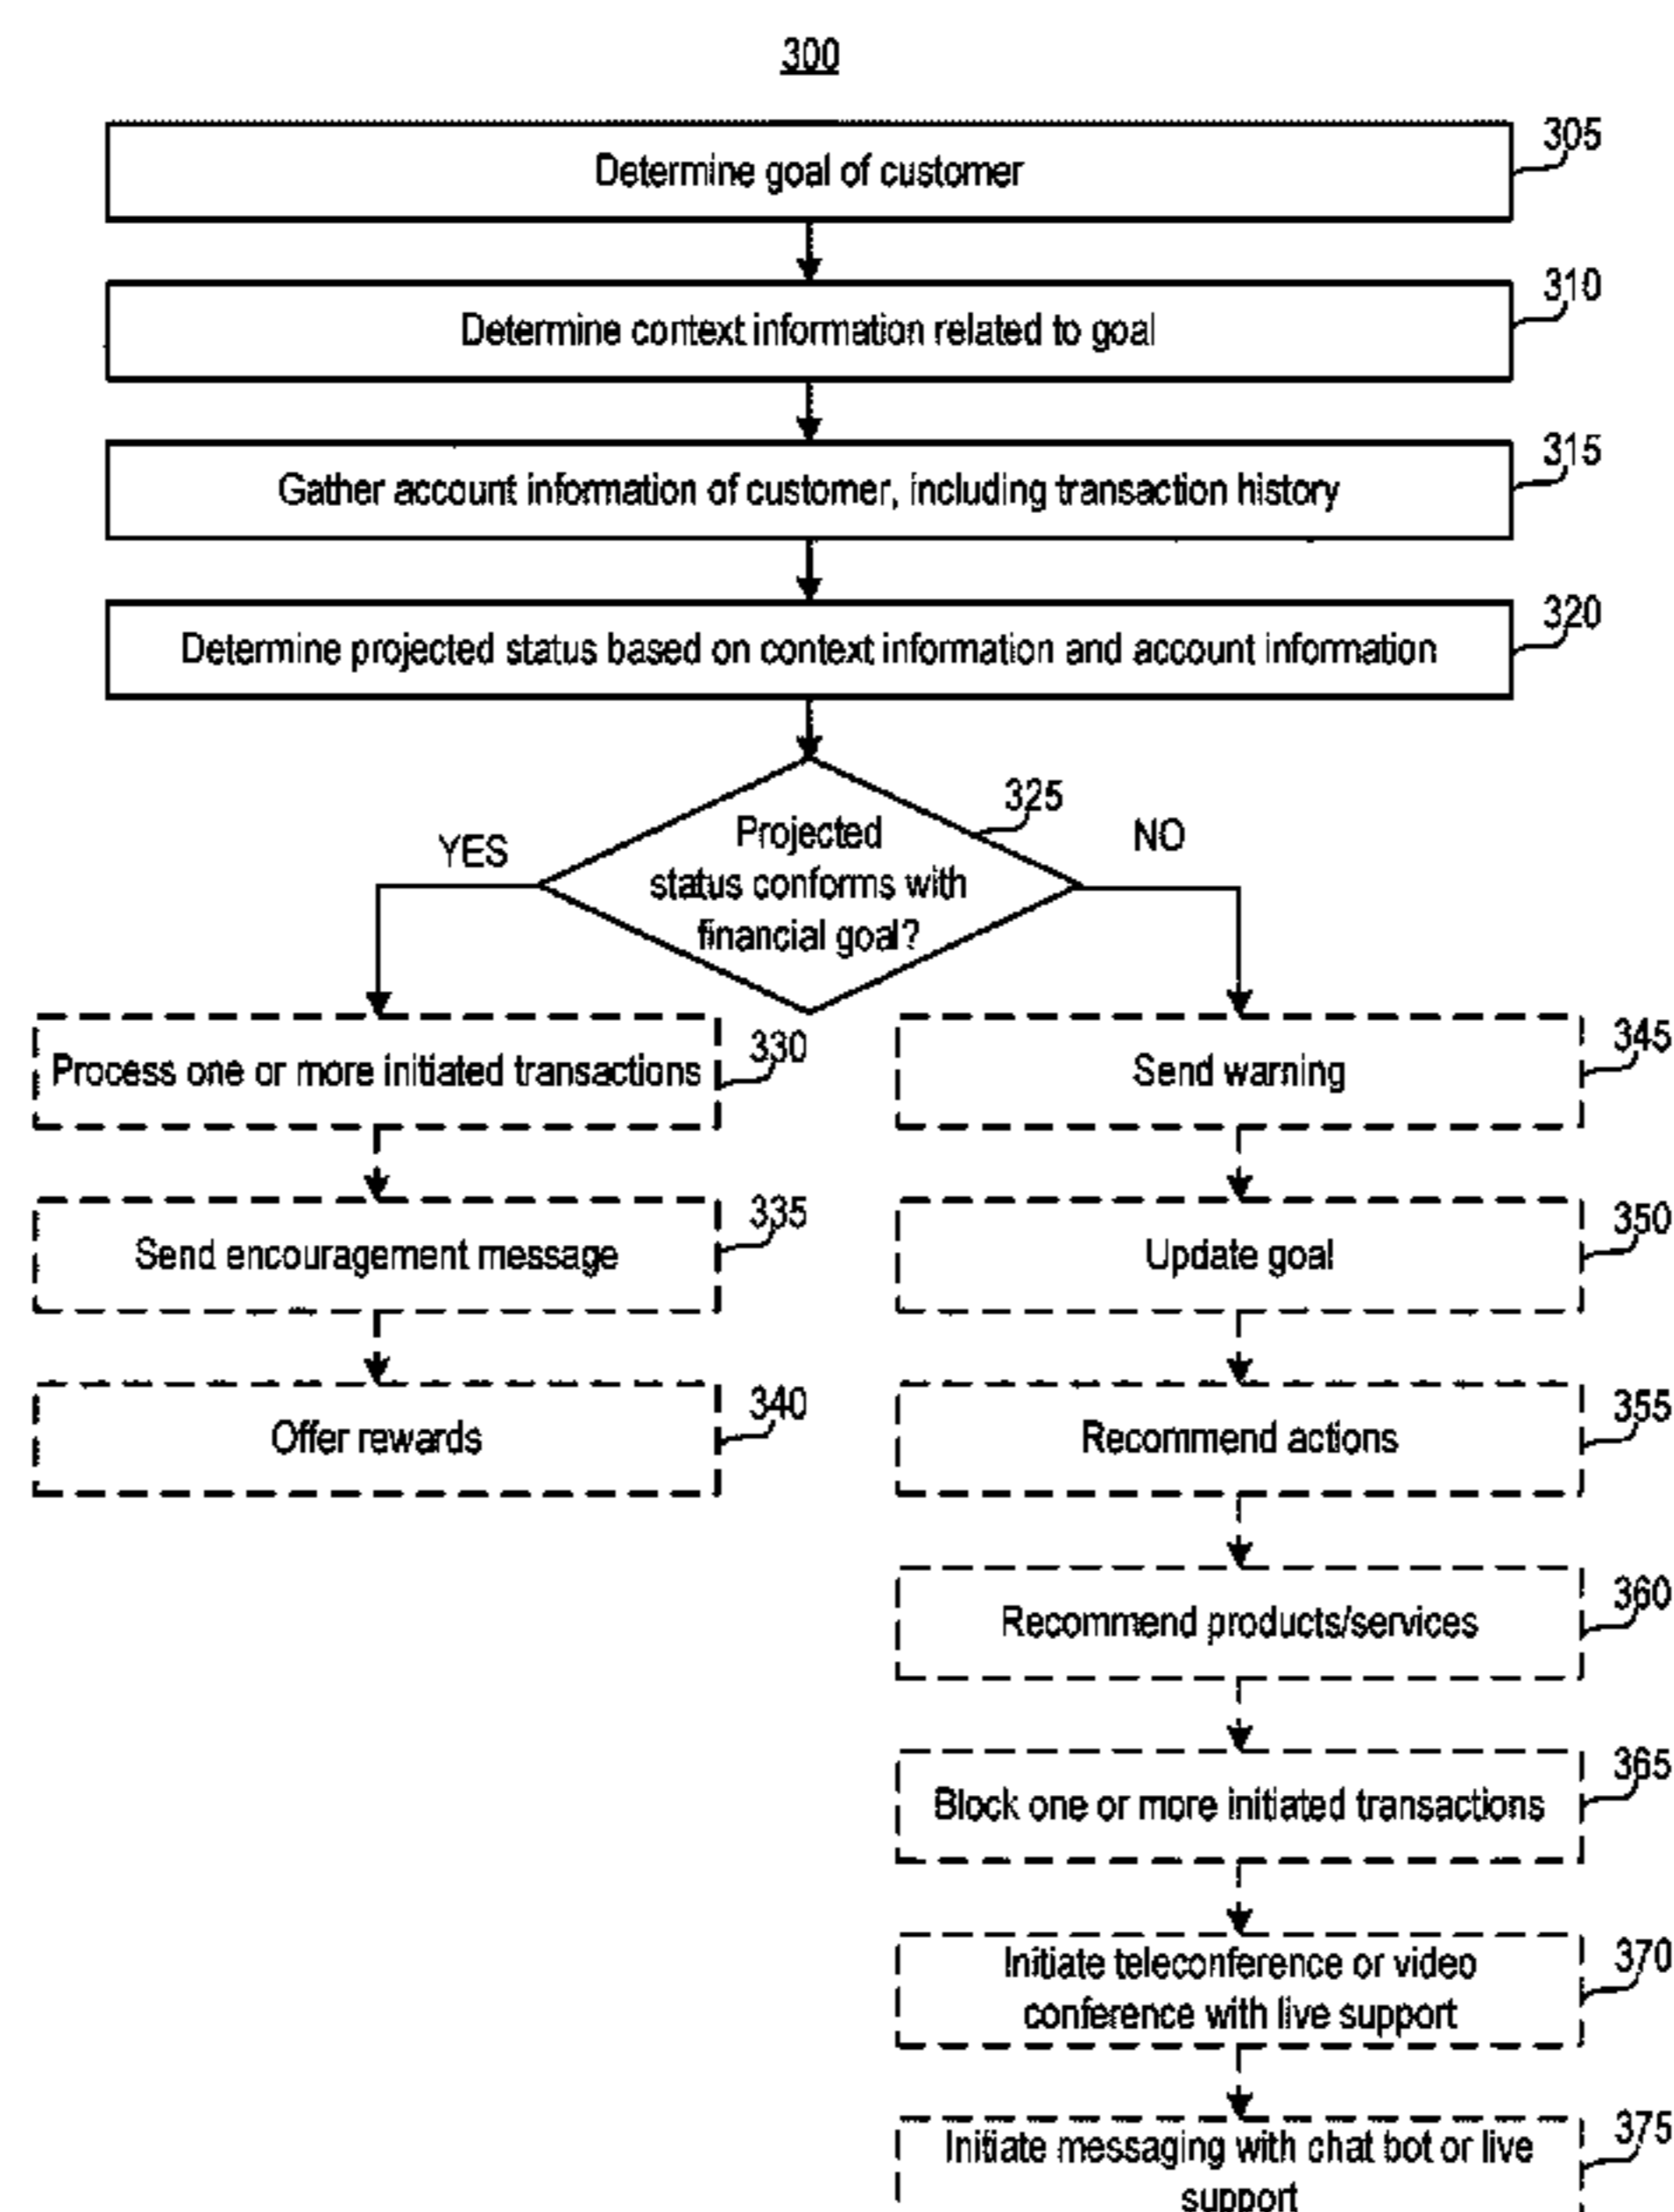 300
Determine goal of customer
305
Determine context information related to goal
310
Gather account information of customer, including transaction history
315
Determine projected status based on context information and account information
320
325
YES
NO
Projected
status conforms with
financial goal?
Process one or more initiated transactions
330
Send encouragement message
335
Offer rewards
340
Send warning
345
Update goal
350
Recommend actions
355
Recommend products/services
360
Block one or more initiated transactions
365
Initiate teleconference or video
conference with live support
370
Initiate messaging with chat bot or live
support
375